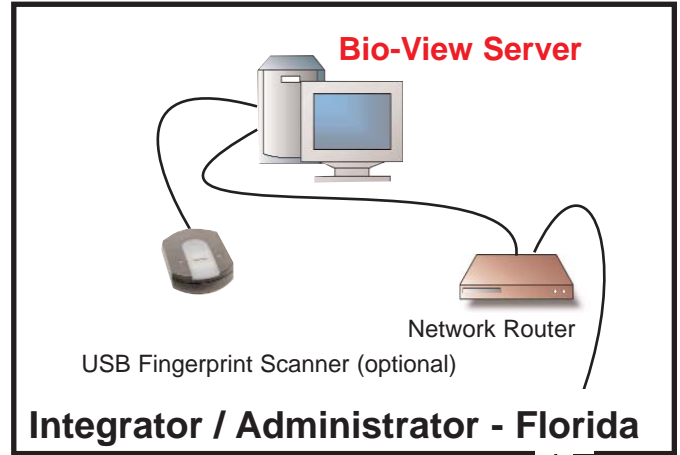 Bio-View Server
Network Router
USB Fingerprint Scanner (optional)
Integrator / Administrator - Florida